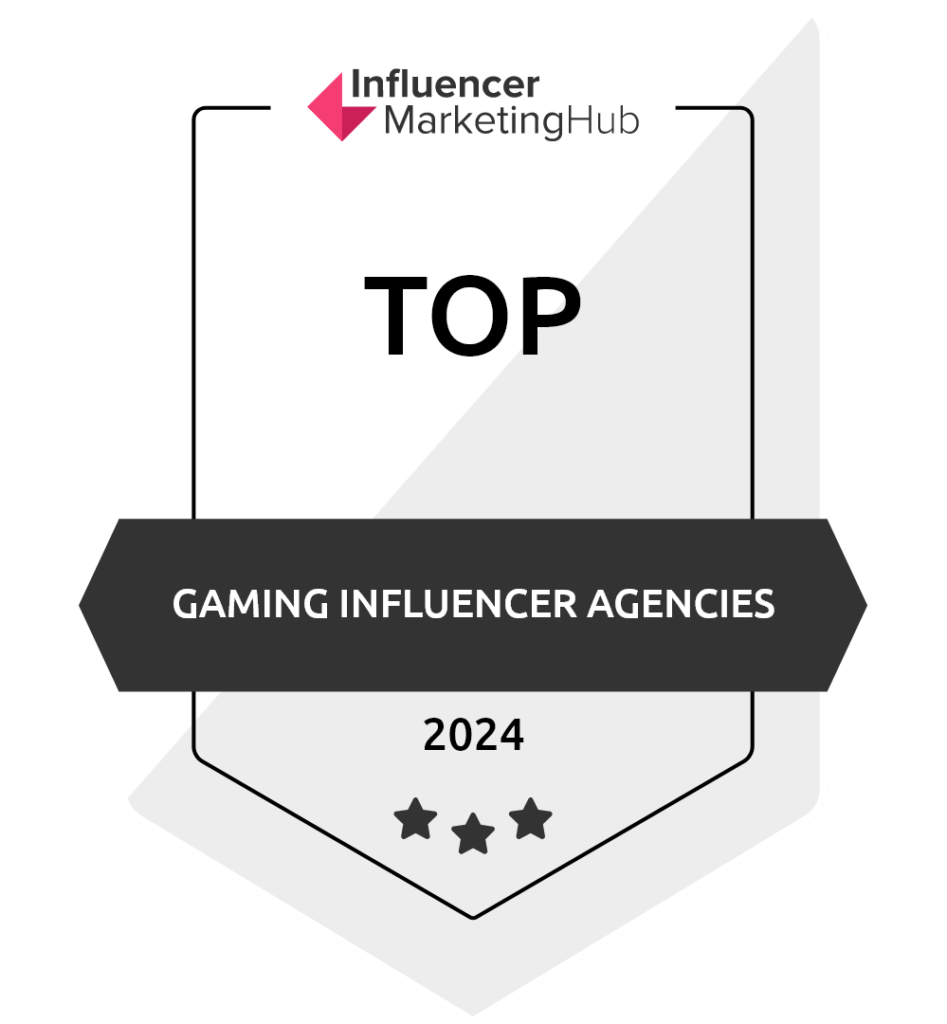 Influencer
MarketingHub
TOP
GAMING INFLUENCER AGENCIES
2024